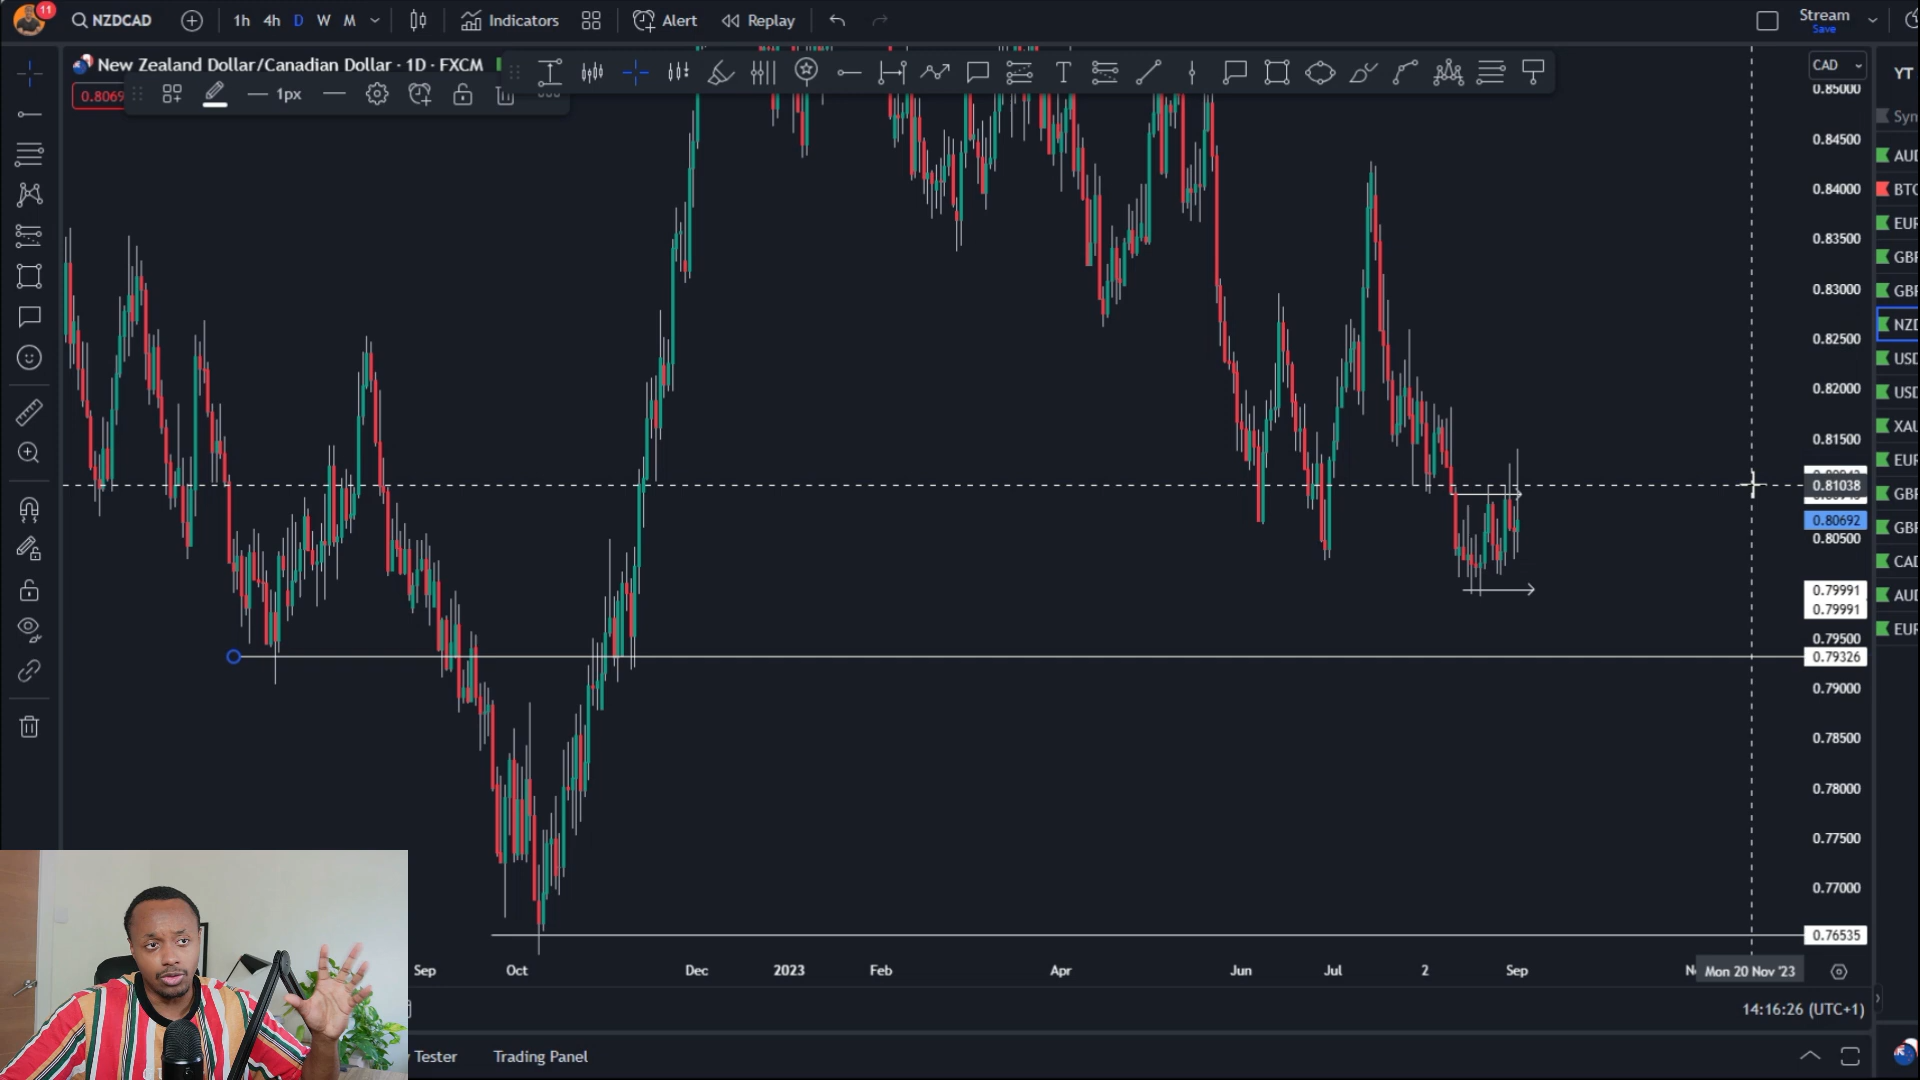 11
NZDCAD
1h 4h D W M
Indicators
Alert
Replay
Stream
Save
New Zealand Dollar/Canadian Dollar · 1D · FXCM
0.8069
1px
CAD
YT
0.85000
Sym
0.84500
AUD
0.84000
BTC
0.83500
EUR
GBP
0.83000
GBP
NZD
0.82500
USD
0.82000
USD
0.81500
XAU
EUR
0.81038
GBP
0.80692
GBP
0.80500
CAD
0.79991
AUD
0.79991
EUR
0.79500
0.79326
0.79000
0.78500
0.78000
0.77500
0.77000
0.76535
Sep Oct Dec 2023 Feb Apr Jun Jul 2 Sep
Mon 20 Nov '23
14:16:26 (UTC+1)
Tester
Trading Panel